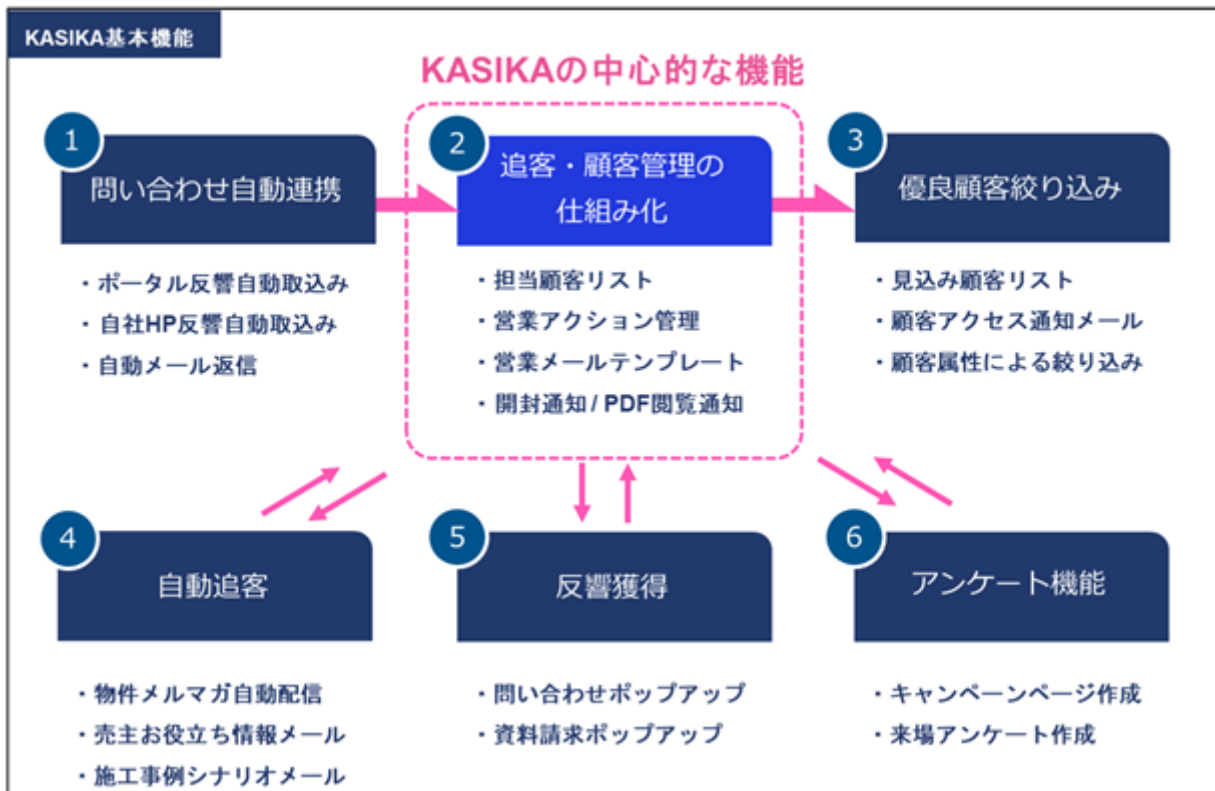 KASIKA基本機能
KASIKAの中心的な機能
1
問い合わせ自動連携
・ポータル反響自動取込み
・自社HP反響自動取込み
・自動メール返信
2
追客・顧客管理の
仕組み化
・担当顧客リスト
・営業アクション管理
・営業メールテンプレート
・開封通知 / PDF閲覧通知
3
優良顧客絞り込み
・見込み顧客リスト
・顧客アクセス通知メール
・顧客属性による絞り込み
4
自動追客
・物件メルマガ自動配信
・売主お役立ち情報メール
・施工事例シナリオメール
5
反響獲得
・問い合わせポップアップ
・資料請求ポップアップ
6
アンケート機能
・キャンペーンページ作成
・来場アンケート作成